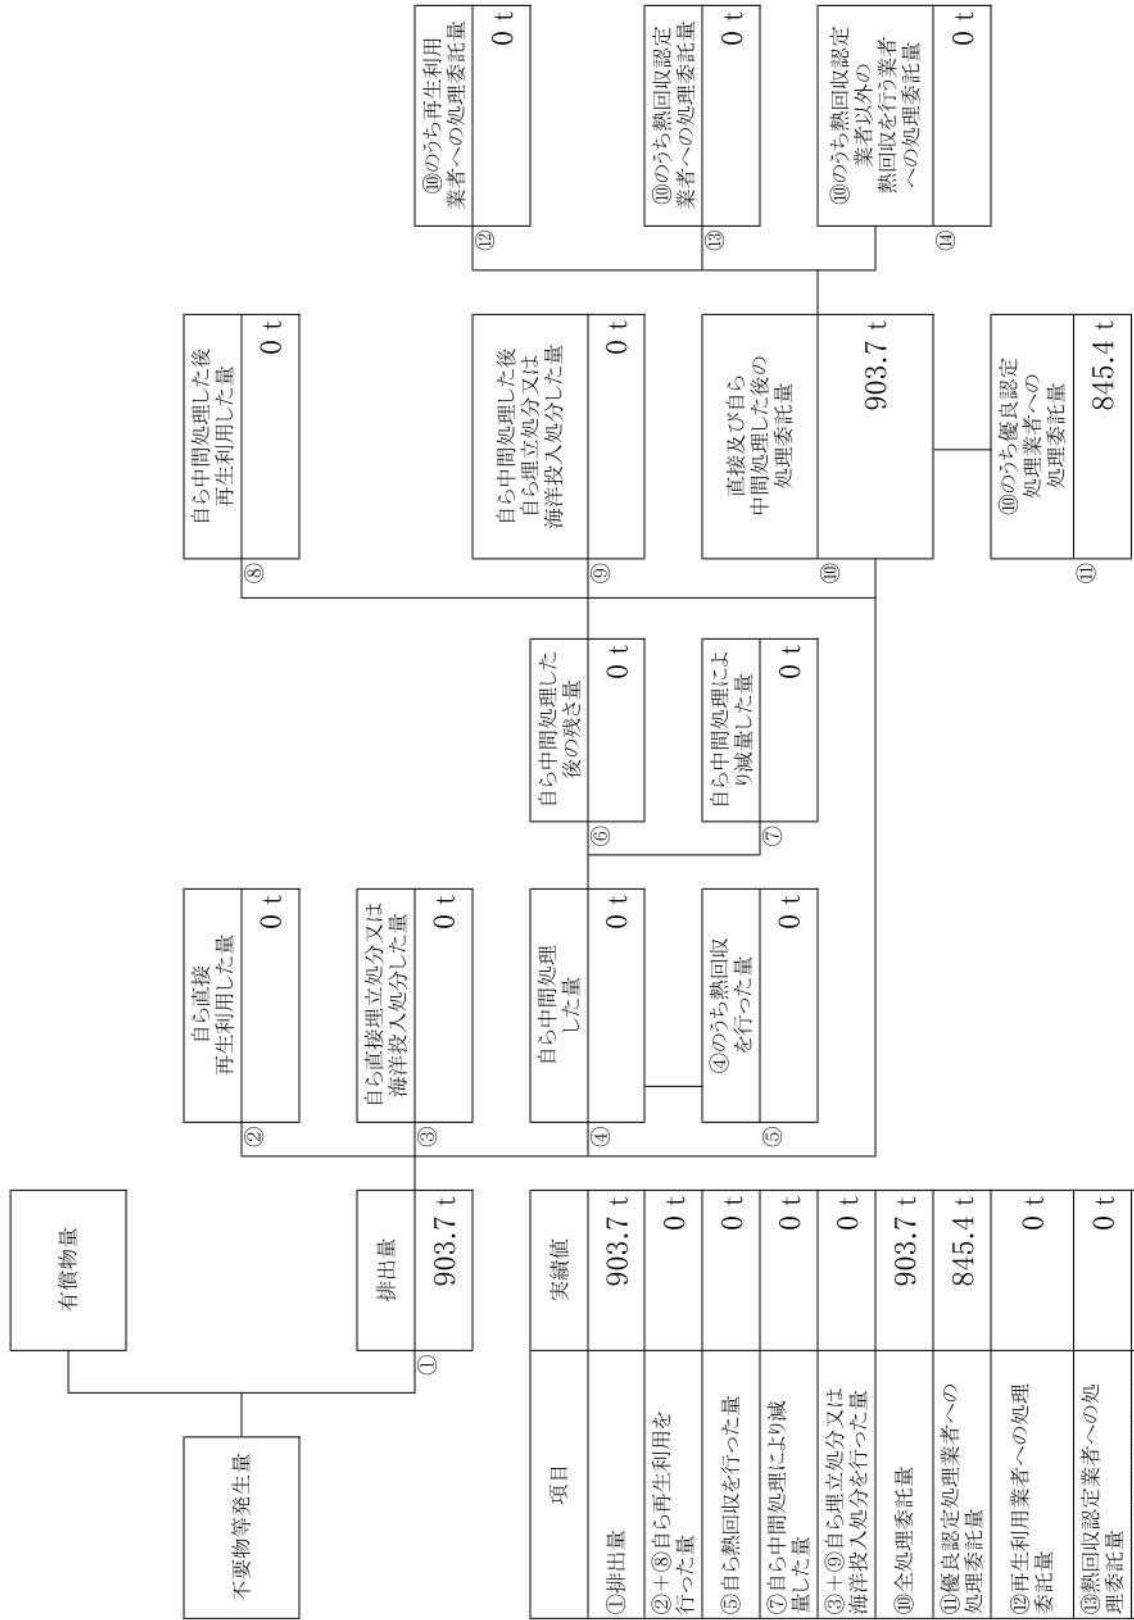 不要物等発生量
有償物量
①
排出量
903.7 t
②
自ら直接
再生利用した量
0 t
③
自ら直接埋立処分又は
海洋投入処分した量
0 t
④
自ら中間処理
した量
0 t
⑤
④のうち熱回収
を行った量
0 t
⑥
自ら中間処理した
後の残さ量
0 t
⑦
自ら中間処理によ
り減量した量
0 t
⑧
自ら中間処理した後
再生利用した量
0 t
⑨
自ら中間処理した後
自ら埋立処分又は
海洋投入処分した量
0 t
⑩
直接及び自ら
中間処理した後の
処理委託量
903.7 t
⑪
⑩のうち優良認定
処理業者への
処理委託量
845.4 t
⑫
⑩のうち再生利用
業者への処理委託量
0 t
⑬
⑩のうち熱回収認定
業者への処理委託量
0 t
⑭
⑩のうち熱回収認定
業者以外の
熱回収を行う業者
への処理委託量
0 t
項目
実績値
①排出量
903.7 t
②+⑧自ら再生利用を
行った量
0 t
⑤自ら熱回収を行った量
0 t
⑦自ら中間処理により減
量した量
0 t
③+⑨自ら埋立処分又は
海洋投入処分を行った量
0 t
⑩全処理委託量
903.7 t
⑪優良認定処理業者への
処理委託量
845.4 t
⑫再生利用業者への処理
委託量
0 t
⑬熱回収認定業者への処
理委託量
0 t